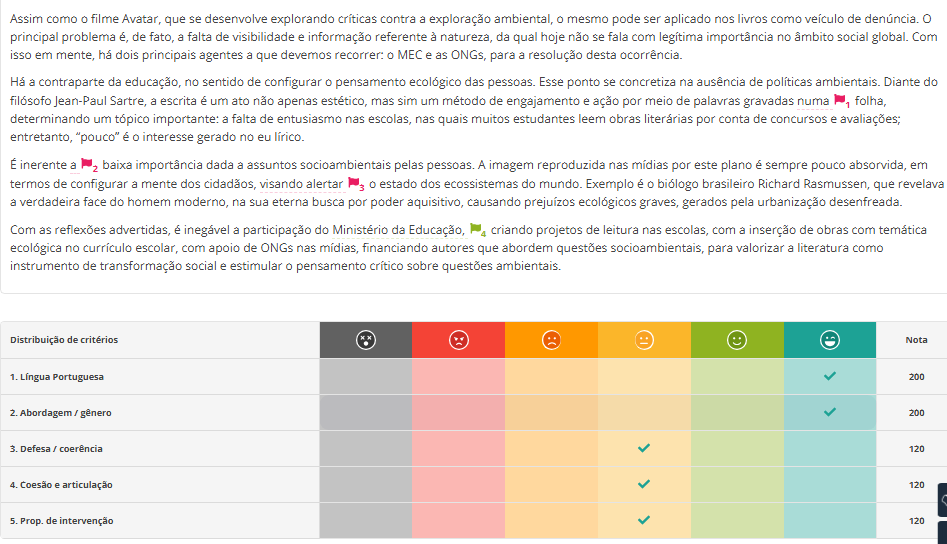 Assim como o filme Avatar, que se desenvolve explorando críticas contra a exploração ambiental, o mesmo pode ser aplicado nos livros como veículo de denúncia. O
principal problema é, de fato, a falta de visibilidade e informação referente à natureza, da qual hoje não se fala com legítima importância no âmbito social global. Com
isso em mente, há dois principais agentes a que devemos recorrer: o MEC e as ONGs, para a resolução desta ocorrência.
Há a contraparte da educação, no sentido de configurar o pensamento ecológico das pessoas. Esse ponto se concretiza na ausência de políticas ambientais. Diante do
filósofo Jean-Paul Sartre, a escrita é um ato não apenas estético, mas sim um método de engajamento e ação por meio de palavras gravadas numa 1 folha,
determinando um tópico importante: a falta de entusiasmo nas escolas, nas quais muitos estudantes leem obras literárias por conta de concursos e avaliações;
entretanto, “pouco” é o interesse gerado no eu lírico.
É inerente a 2 baixa importância dada a assuntos socioambientais pelas pessoas. A imagem reproduzida nas mídias por este plano é sempre pouco absorvida, em
termos de configurar a mente dos cidadãos, visando alertar 3 o estado dos ecossistemas do mundo. Exemplo é o biólogo brasileiro Richard Rasmussen, que revelava
a verdadeira face do homem moderno, na sua eterna busca por poder aquisitivo, causando prejuízos ecológicos graves, gerados pela urbanização desenfreada.
Com as reflexões advertidas, é inegável a participação do Ministério da Educação, 4 criando projetos de leitura nas escolas, com a inserção de obras com temática
ecológica no currículo escolar, com apoio de ONGs nas mídias, financiando autores que abordem questões socioambientais, para valorizar a literatura como
instrumento de transformação social e estimular o pensamento crítico sobre questões ambientais.
Distribuição de critérios Nota
1. Língua Portuguesa 200
2. Abordagem / gênero 200
3. Defesa / coerência 120
4. Coesão e articulação 120
5. Prop. de intervenção 120